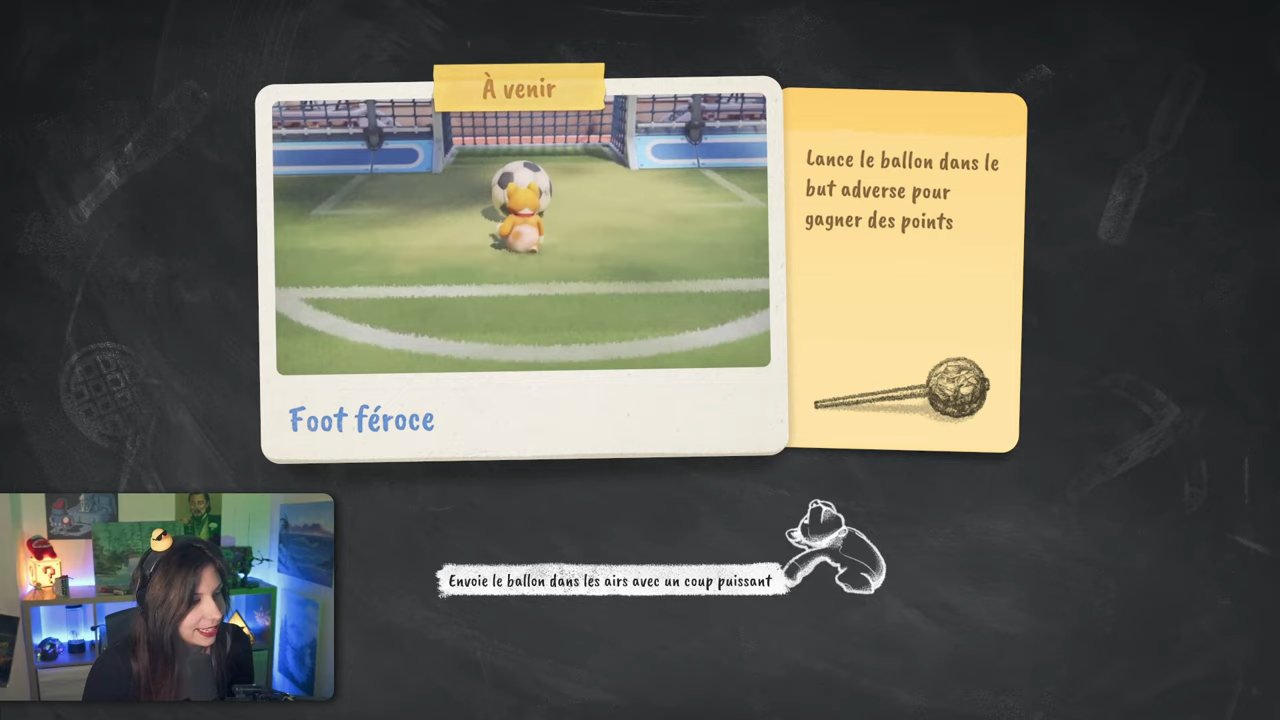 À venir
Lance le ballon dans le
but adverse pour
gagner des points
Foot féroce
Envoie le ballon dans les airs avec un coup puissant